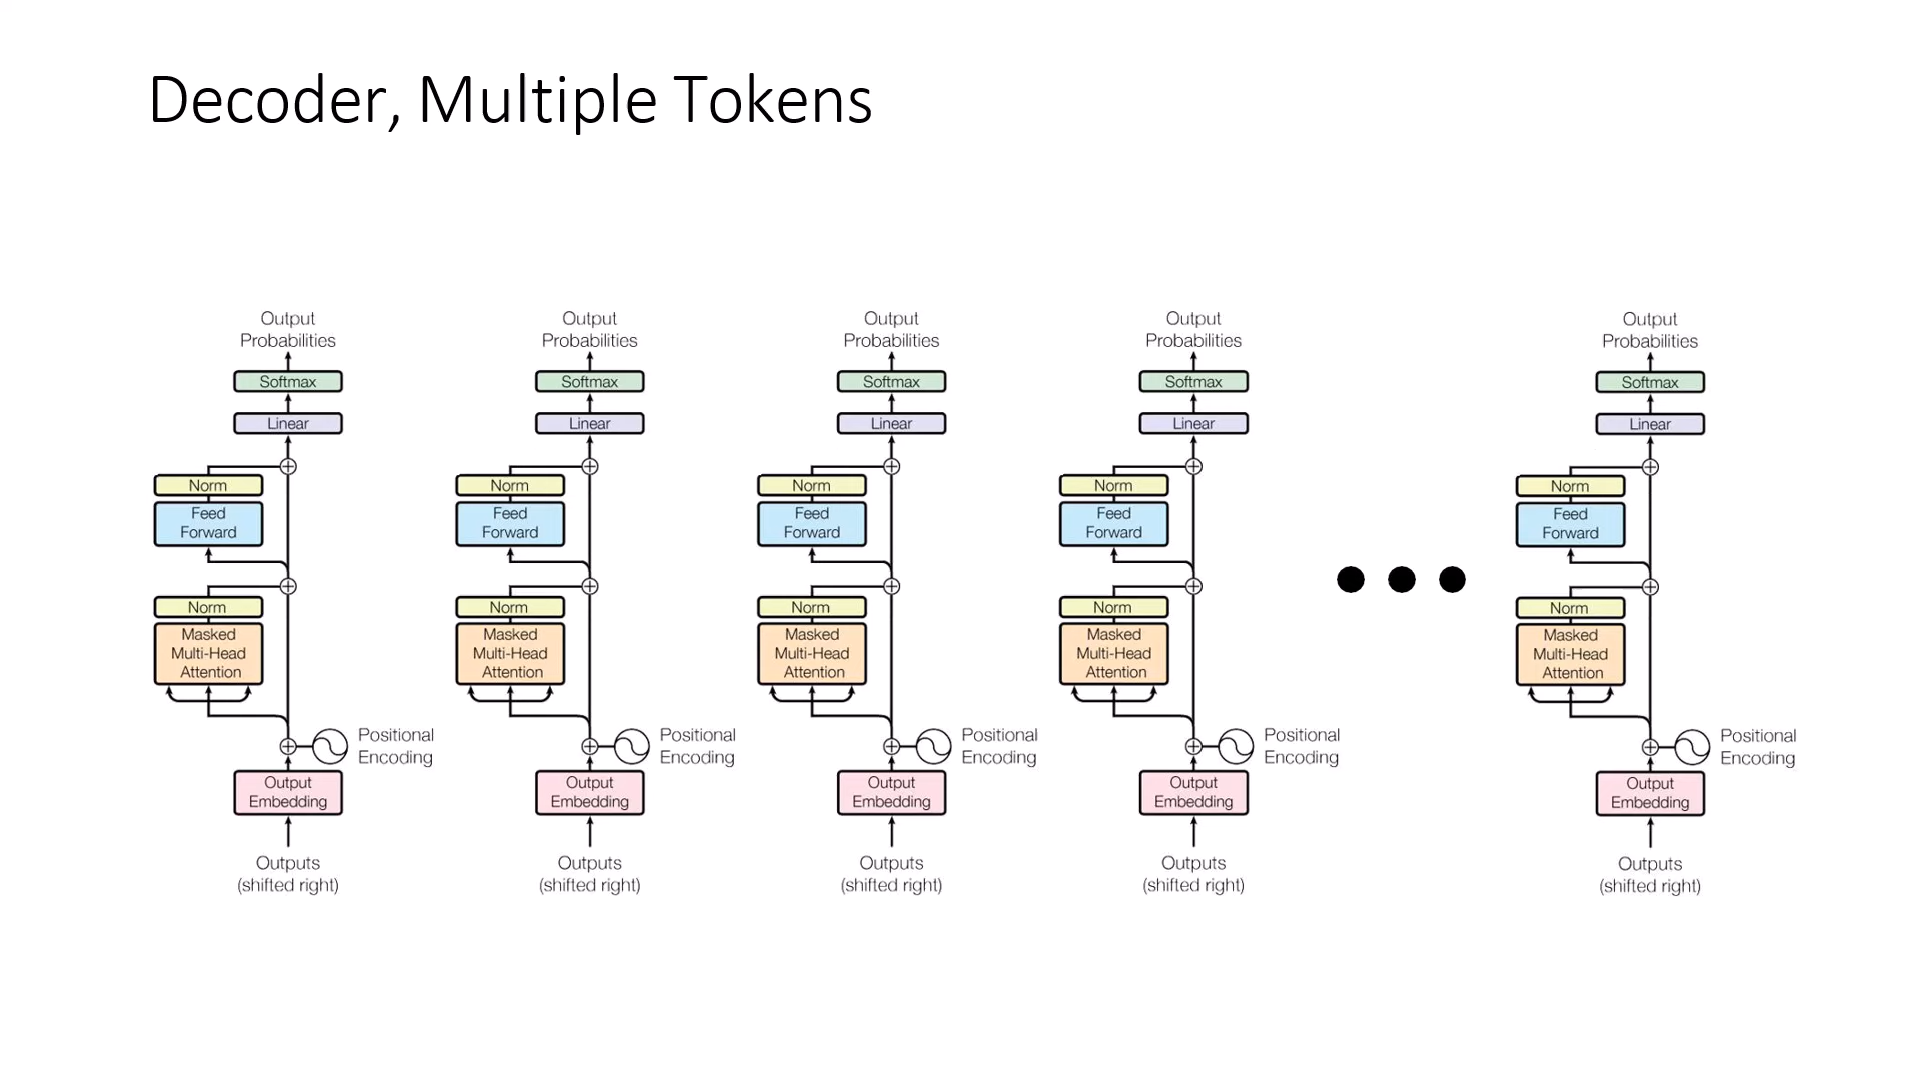 Decoder, Multiple Tokens
Output
Probabilities
Softmax
Linear
Norm
Feed
Forward
Norm
Masked
Multi-Head
Attention
Positional
Encoding
Output
Embedding
Outputs
(shifted right)
Output
Probabilities
Softmax
Linear
Norm
Feed
Forward
Norm
Masked
Multi-Head
Attention
Positional
Encoding
Output
Embedding
Outputs
(shifted right)
Output
Probabilities
Softmax
Linear
Norm
Feed
Forward
Norm
Masked
Multi-Head
Attention
Positional
Encoding
Output
Embedding
Outputs
(shifted right)
Output
Probabilities
Softmax
Linear
Norm
Feed
Forward
Norm
Masked
Multi-Head
Attention
Positional
Encoding
Output
Embedding
Outputs
(shifted right)
Output
Probabilities
Softmax
Linear
Norm
Feed
Forward
Norm
Masked
Multi-Head
Attention
Positional
Encoding
Output
Embedding
Outputs
(shifted right)